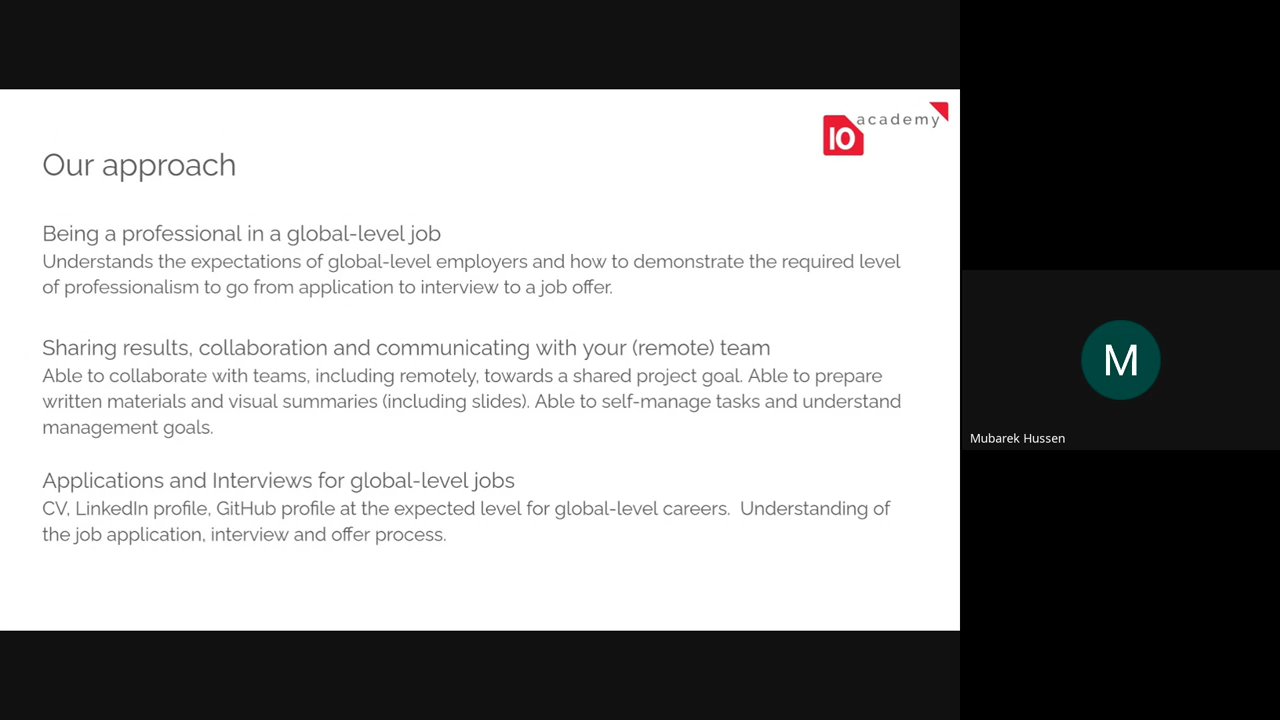 10 academy
Our approach
Being a professional in a global-level job
Understands the expectations of global-level employers and how to demonstrate the required level
of professionalism to go from application to interview to a job offer.
Sharing results, collaboration and communicating with your (remote) team
Able to collaborate with teams, including remotely, towards a shared project goal. Able to prepare
written materials and visual summaries (including slides). Able to self-manage tasks and understand
management goals.
Applications and Interviews for global-level jobs
CV, LinkedIn profile, GitHub profile at the expected level for global-level careers.  Understanding of
the job application, interview and offer process.
M
Mubarek Hussen